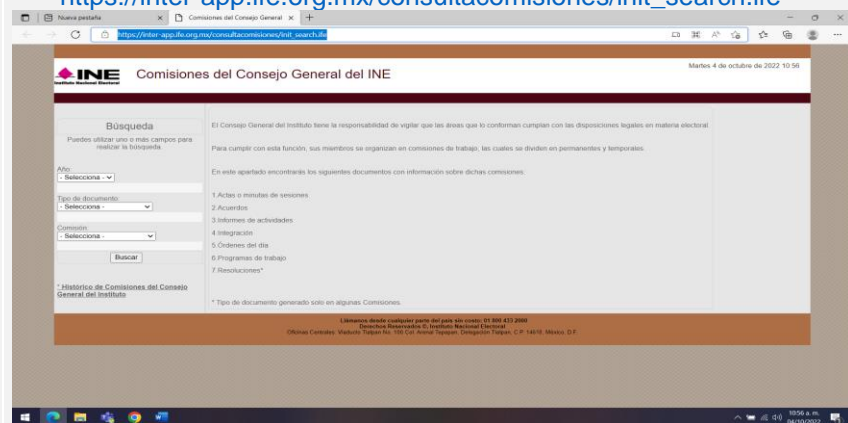 https://inter-app.ife.org.mx/consultacomisiones/init_search.ife
Nueva pestaña
Comisiones del Consejo General
https://inter-app.ife.org.mx/consultacomisiones/init_search.ife
INE
Instituto Nacional Electoral
Comisiones del Consejo General del INE
Martes 4 de octubre de 2022 10:56
Búsqueda
Puedes utilizar uno o más campos para
realizar la búsqueda
Año:
- Selecciona -
Tipo de documento:
- Selecciona -
Comisión:
- Selecciona -
Buscar
* Histórico de Comisiones del Consejo
General del Instituto
El Consejo General del Instituto tiene la responsabilidad de vigilar que las áreas que lo conforman cumplan con las disposiciones legales en materia electoral
Para cumplir con esta función, sus miembros se organizan en comisiones de trabajo, las cuales se dividen en permanentes y temporales.
En este apartado encontrarás los siguientes documentos con información sobre dichas comisiones:
1.Actas o minutas de sesiones
2.Acuerdos
3.Informes de actividades
4.Integración
5.Órdenes del día
6.Programas de trabajo
7.Resoluciones*
* Tipo de documento generado solo en algunas Comisiones.
Llámanos desde cualquier parte del país sin costo: 01 800 433 2000
Derechos Reservados ©, Instituto Nacional Electoral
Oficinas Centrales: Viaducto Tlalpan No. 100 Col. Arenal Tepepan, Delegación Tlalpan, C.P. 14610, México, D.F.
10:56 a. m.
04/10/2022